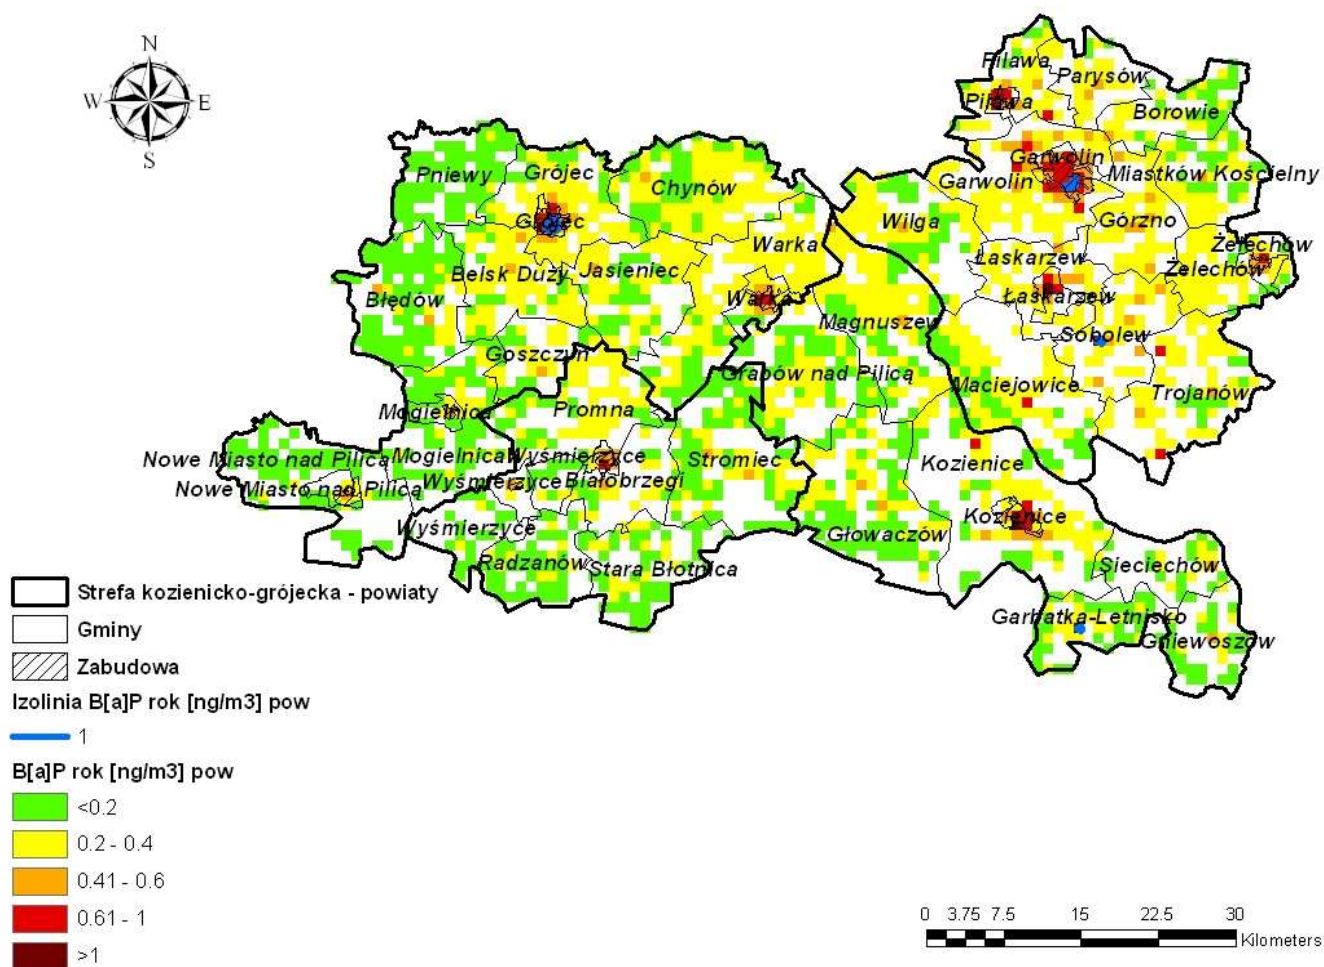 N
W E
S
Pilawa
Parysów
Pilawa
Borowie
Garwolin
Pniewy
Grójec
Chynów
Garwolin
Miastków Kościelny
Grójec
Wilga
Górzno
Warka
Żelechów
Łaskarzew
Żelechów
Belsk Duży
Jasieniec
Błędów
Warka
Łaskarzew
Magnuszew
Sobolew
Goszczyn
Grabów nad Pilicą
Maciejowice
Trojanów
Mogielnica
Promna
Nowe Miasto nad Pilicą
Mogielnica
Wyśmierzyce
Stromiec
Kozienice
Nowe Miasto nad Pilicą
Wyśmierzyce
Białobrzegi
Wyśmierzyce
Kozienice
Głowaczów
Radzanów
Stara Błotnica
Sieciechów
Garbatka-Letnisko
Gniewoszów
Strefa kozienicko-grójecka - powiaty
Gminy
Zabudowa
Izolinia B[a]P rok [ng/m3] pow
1
B[a]P rok [ng/m3] pow
<0.2
0.2 - 0.4
0.41 - 0.6
0.61 - 1
>1
0 3.75 7.5 15 22.5 30
Kilometers